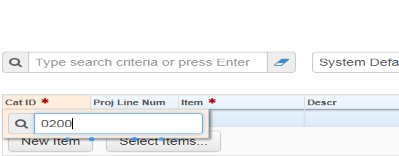 Type search criteria or press Enter
System Defa
Cat ID * Proj Line Num Item * Descr
0200
New Item Select Items...